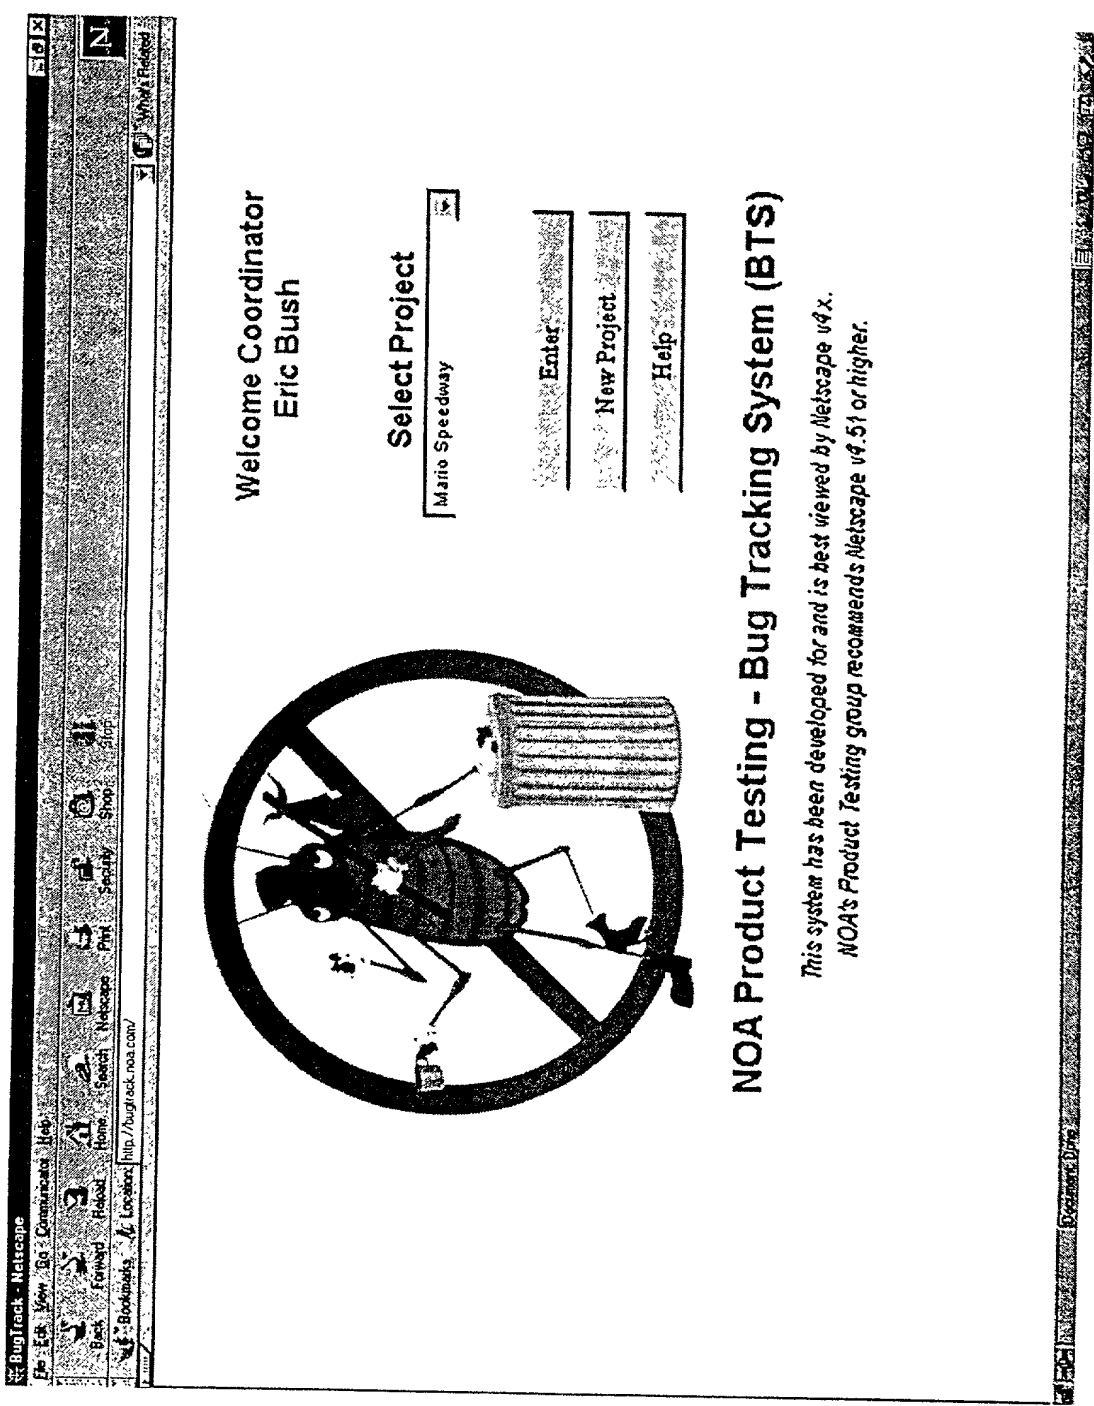 BugTrack - Netscape
File Edit View Go Communicator Help
Back Forward Reload Home Search Netscape Print Security Shop Stop
Bookmarks Location: http://bugtrack.noa.com/ What's Related
N
Welcome Coordinator
Eric Bush
Select Project
Mario Speedway
Enter
New Project
Help
NOA Product Testing - Bug Tracking System (BTS)
This system has been developed for and is best viewed by Netscape v4.x.
NOA's Product Testing group recommends Netscape v4.51 or higher.
Document: Done